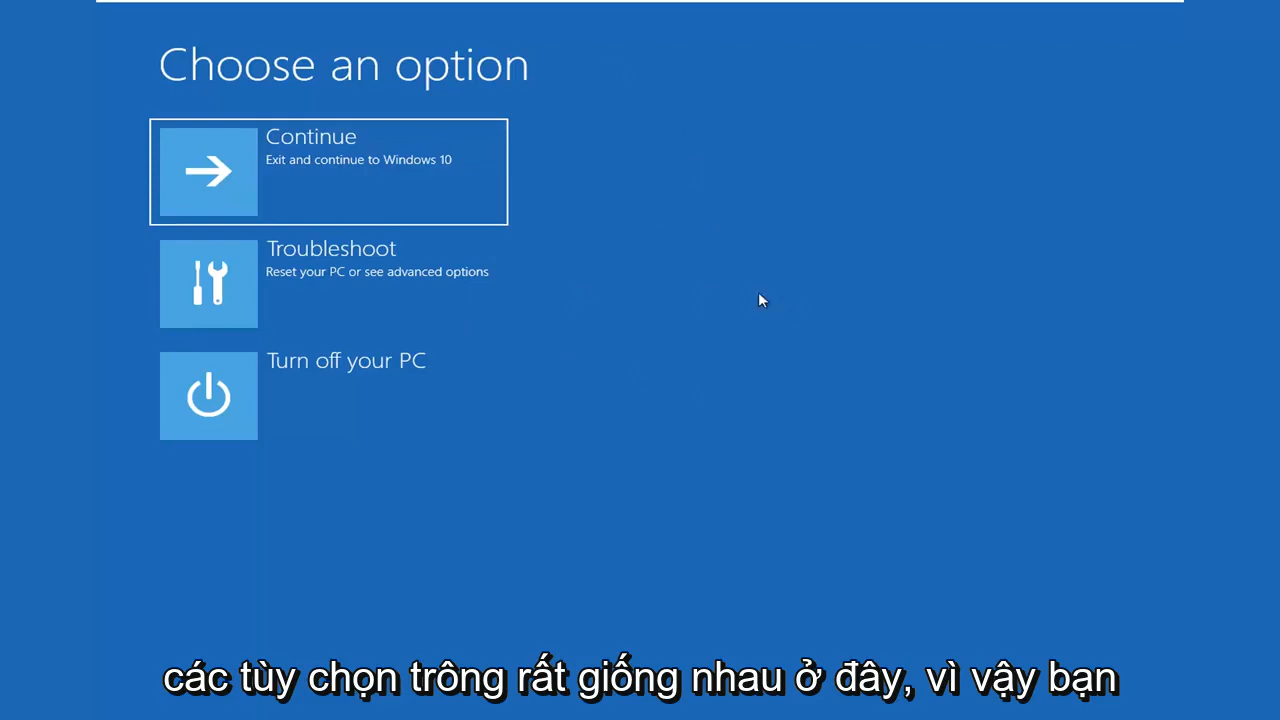 Choose an option
Continue
Exit and continue to Windows 10
Troubleshoot
Reset your PC or see advanced options
Turn off your PC
các tùy chọn trông rất giống nhau ở đây, vì vậy bạn